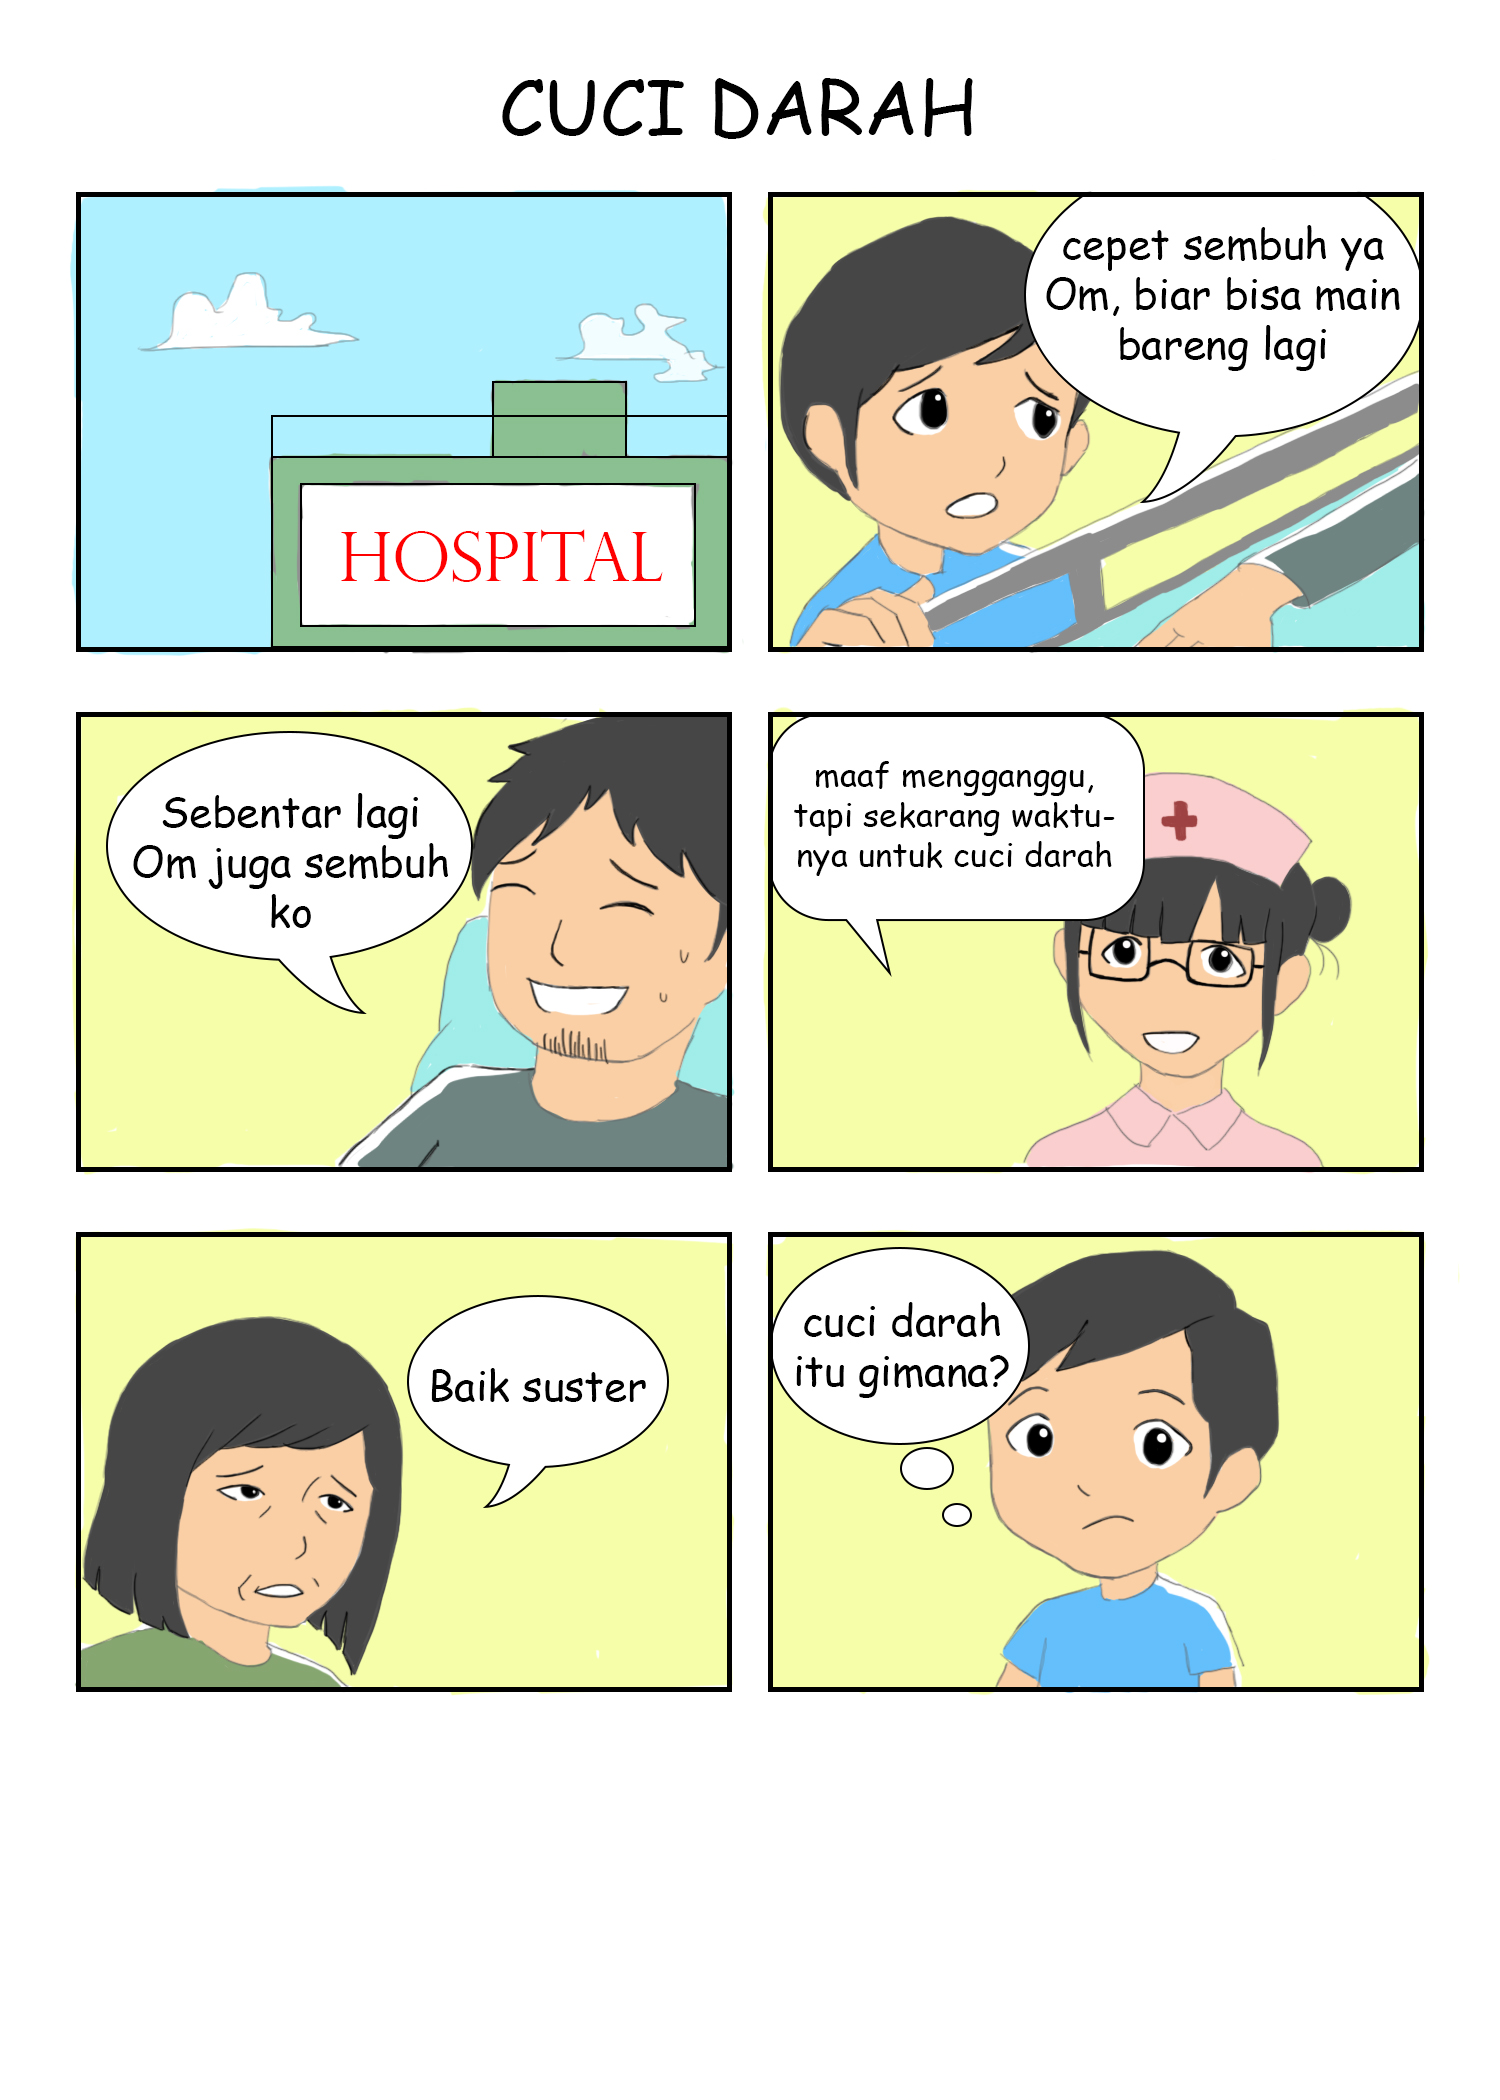 CUCI DARAH
HOSPITAL
cepet sembuh ya
Om, biar bisa main
bareng lagi
Sebentar lagi
Om juga sembuh
ko
maaf mengganggu,
tapi sekarang waktu-
nya untuk cuci darah
Baik suster
cuci darah
itu gimana?